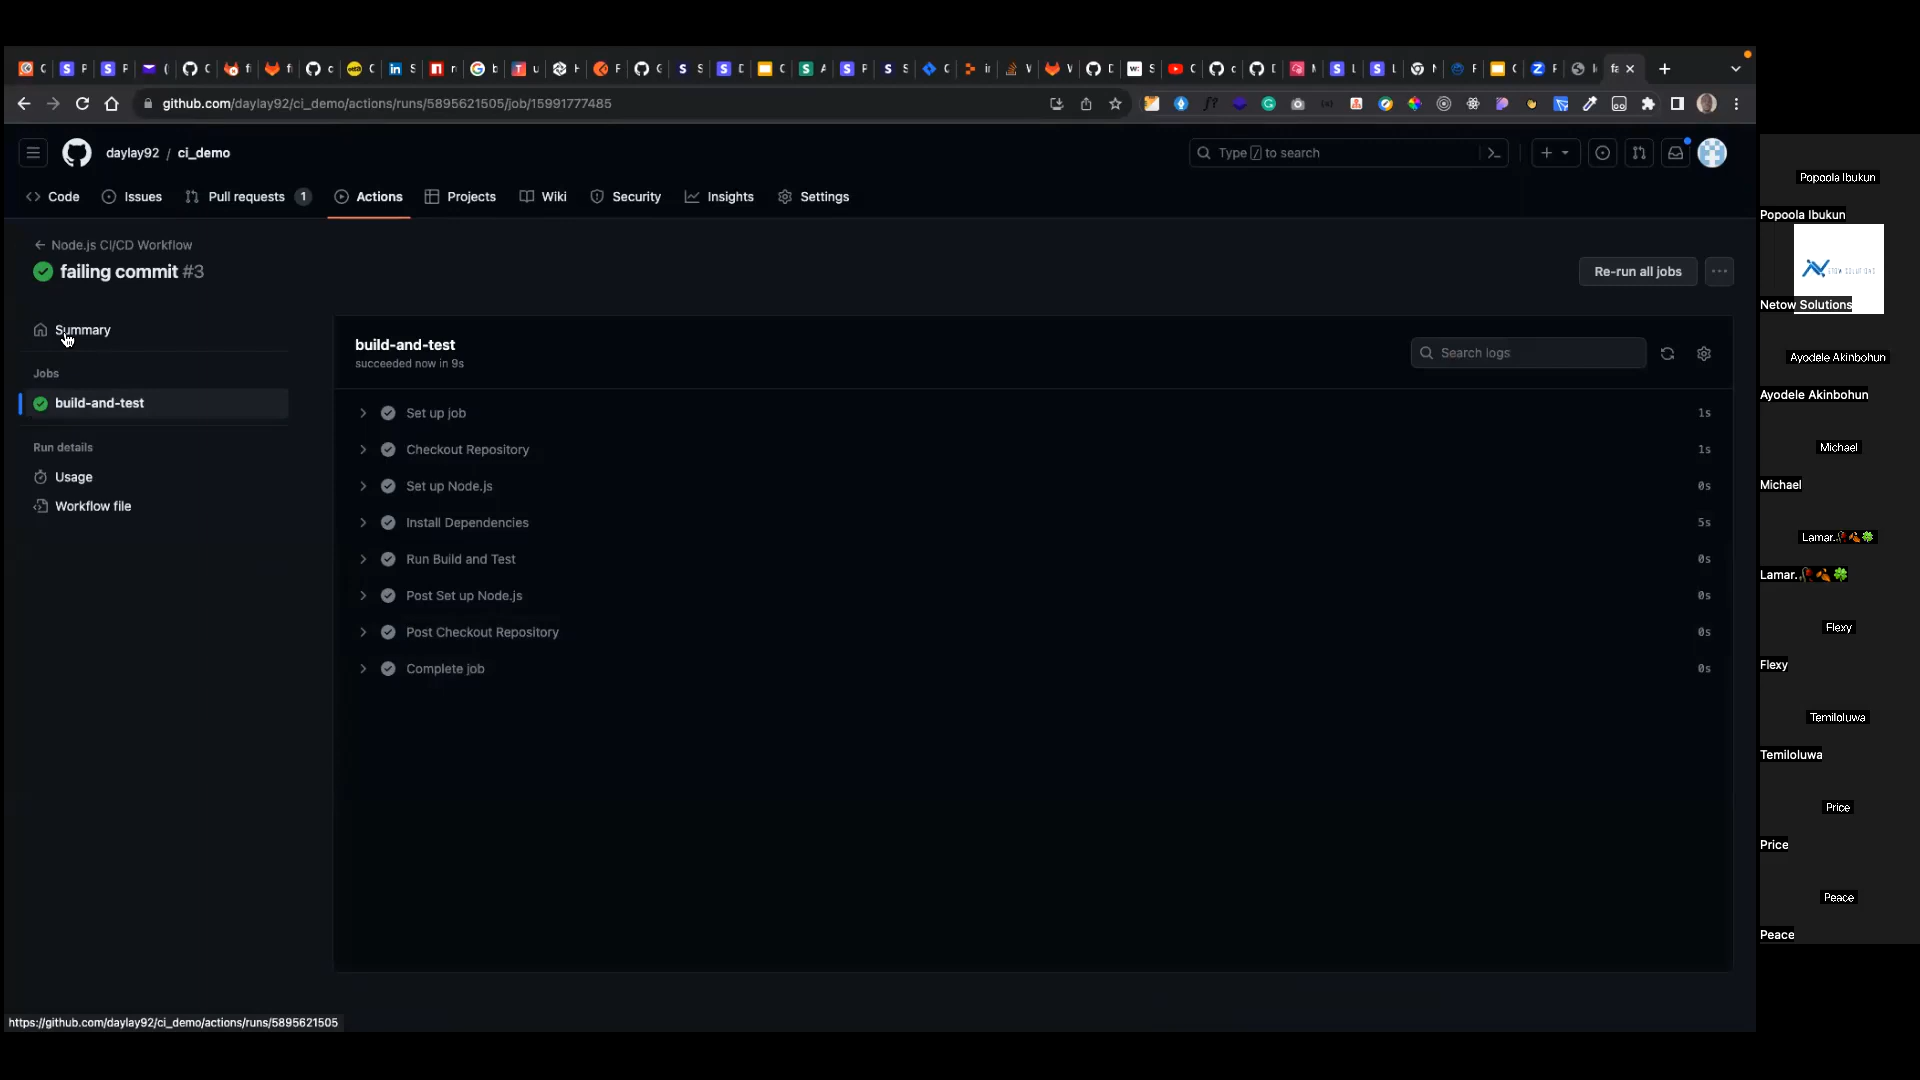 github.com/daylay92/ci_demo/actions/runs/5895621505/job/15991777485
daylay92 / ci_demo
Type / to search
Code
Issues
Pull requests 1
Actions
Projects
Wiki
Security
Insights
Settings
Node.js CI/CD Workflow
failing commit #3
Re-run all jobs
Summary
Jobs
build-and-test
Run details
Usage
Workflow file
build-and-test
succeeded now in 9s
Search logs
Set up job 1s
Checkout Repository 1s
Set up Node.js 0s
Install Dependencies 5s
Run Build and Test 0s
Post Set up Node.js 0s
Post Checkout Repository 0s
Complete job 0s
https://github.com/daylay92/ci_demo/actions/runs/5895621505
Popoola Ibukun
Popoola Ibukun
Netow Solutions
Ayodele Akinbohun
Ayodele Akinbohun
Michael
Michael
Lamar..🥀🍂🍀
Lamar..🥀🍂🍀
Flexy
Flexy
Temiloluwa
Temiloluwa
Price
Price
Peace
Peace